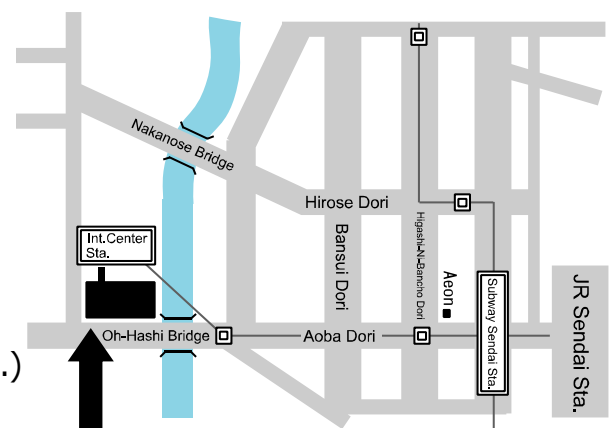 Nakanose Bridge
Hirose Dori
Int.Center
Sta.
Bansui Dori
Higashi-N-Bancho Dori
Aeon
Subway Sendai Sta.
JR Sendai Sta.
Oh-Hashi Bridge
Aoba Dori
.)